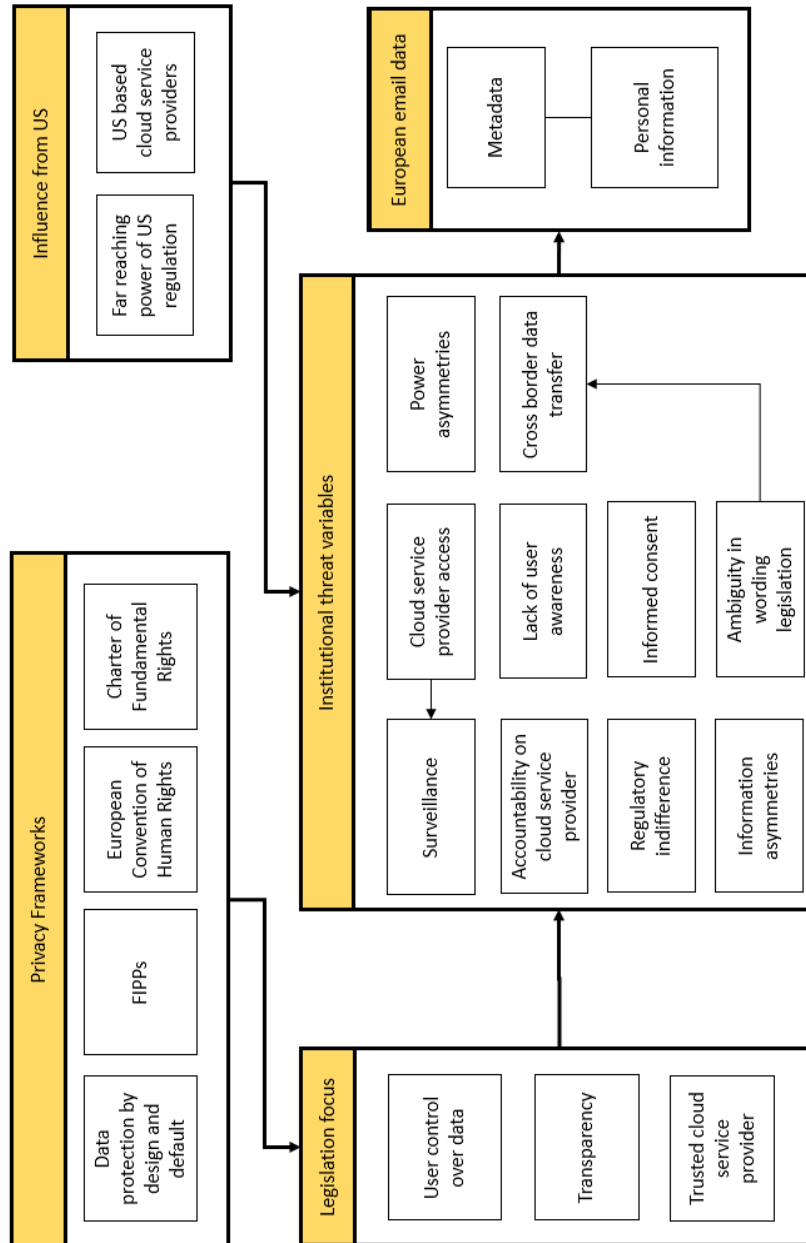 Privacy Frameworks
Data
protection by
design and
default
FIPPs
European
Convention of
Human Rights
Charter of
Fundamental
Rights
Influence from US
Far reaching
power of US
regulation
US based
cloud service
providers
Legislation focus
User control
over data
Transparency
Trusted cloud
service
provider
Institutional threat variables
Surveillance
Cloud service
provider access
Power
asymmetries
Accountability on
cloud service
provider
Lack of user
awareness
Cross border data
transfer
Regulatory
indifference
Informed consent
Information
asymmetries
Ambiguity in
wording
legislation
European email data
Metadata
Personal
information